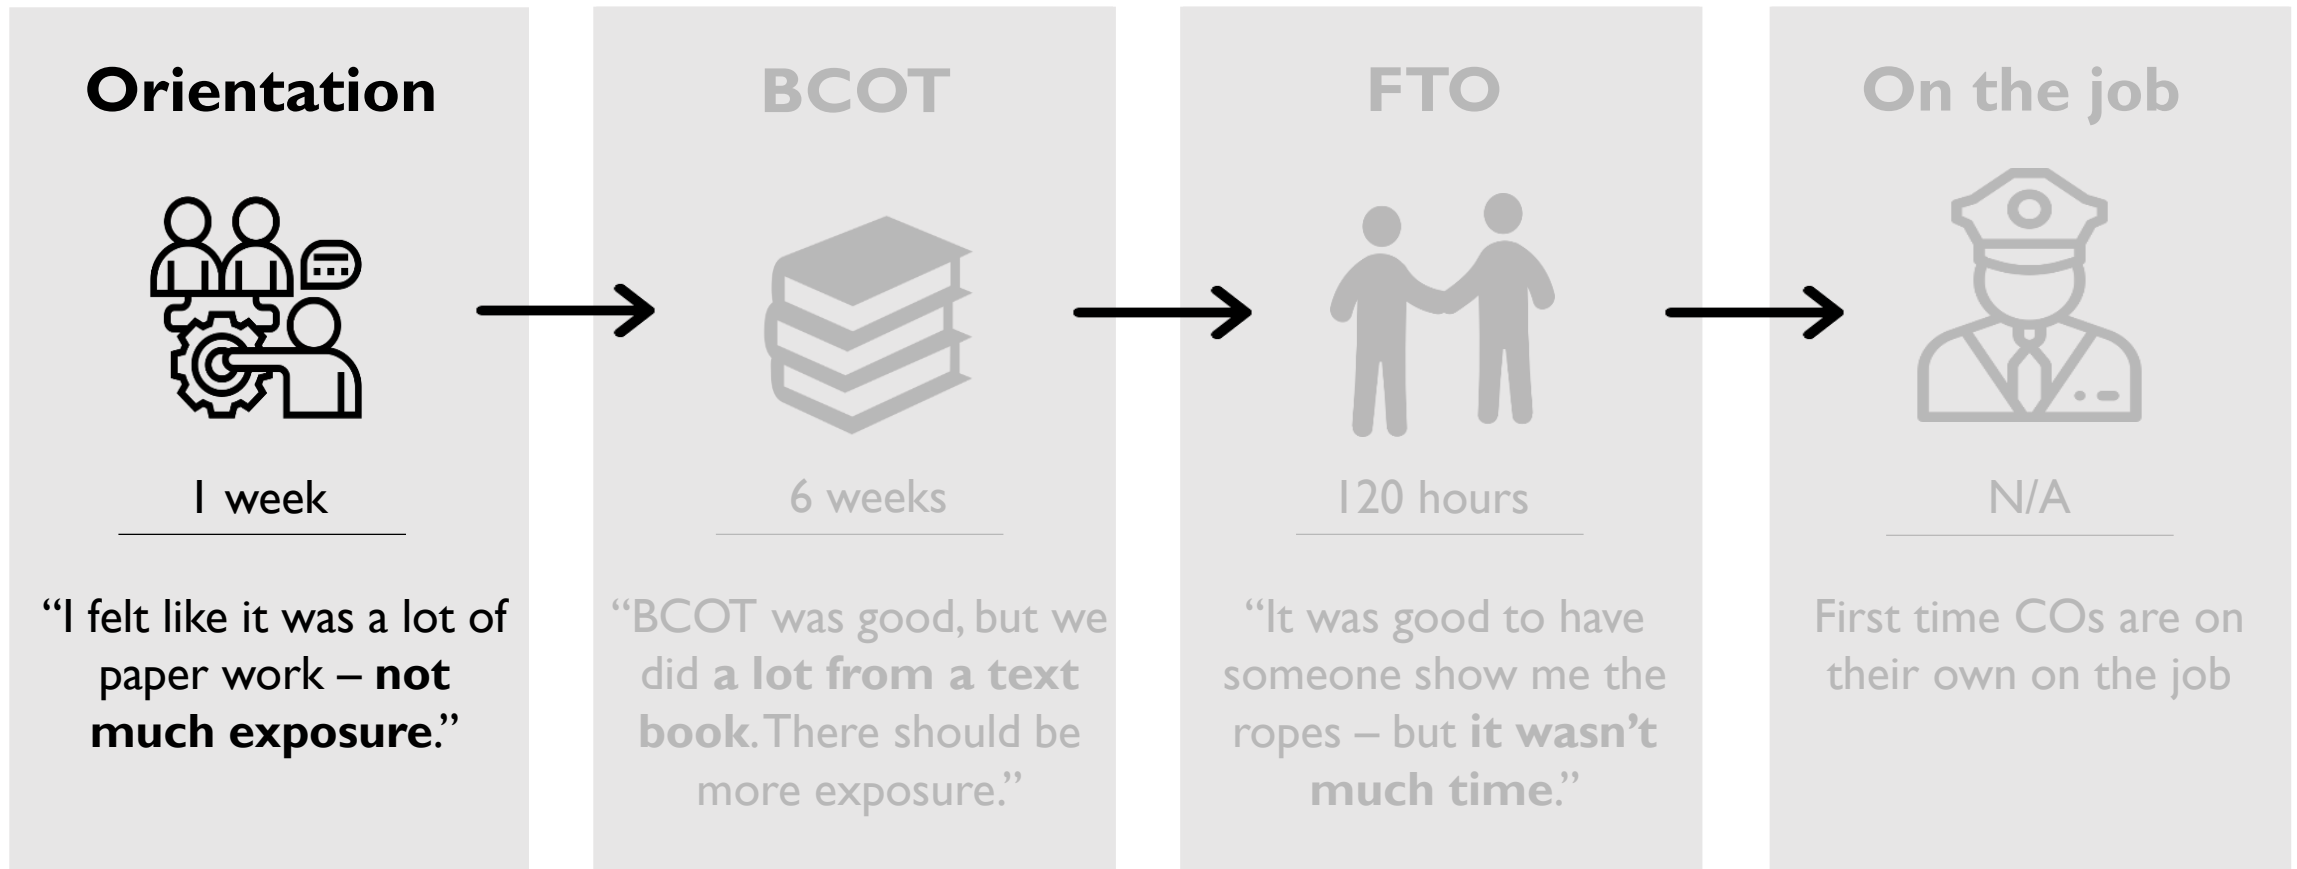 Orientation
1 week
“I felt like it was a lot of
paper work – not
much exposure.”
BCOT
6 weeks
“BCOT was good, but we
did a lot from a text
book. There should be
more exposure.”
FTO
120 hours
“It was good to have
someone show me the
ropes – but it wasn’t
much time.”
On the job
N/A
First time COs are on
their own on the job